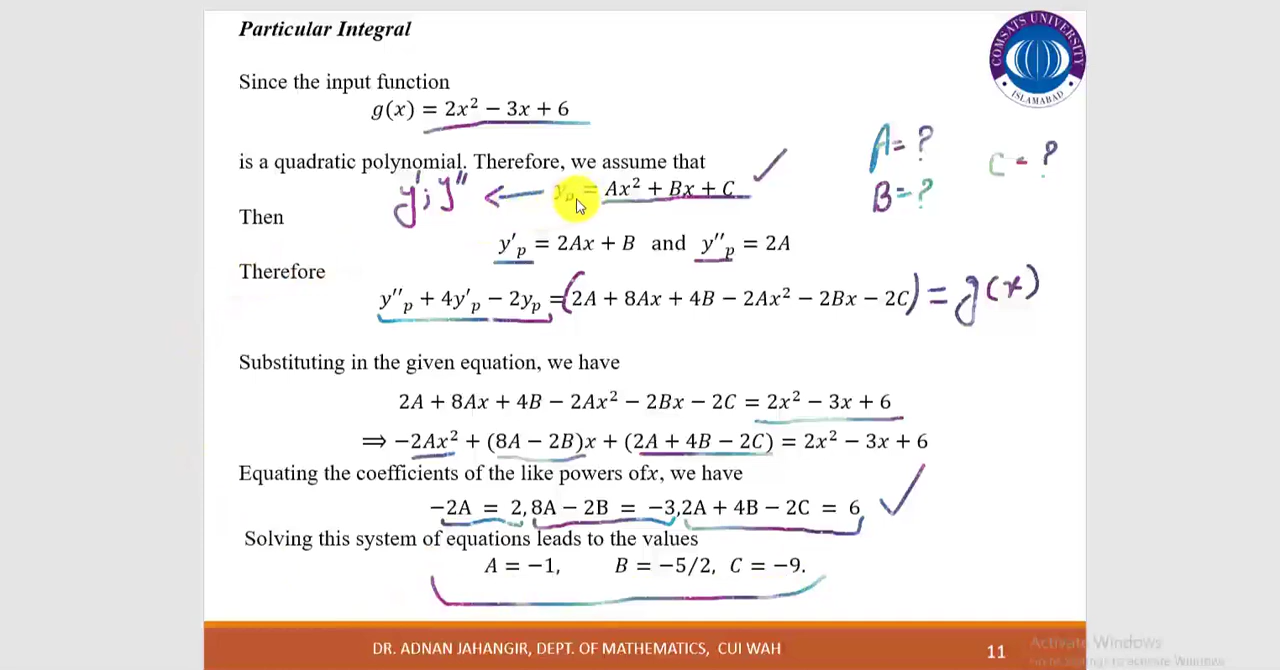 Particular Integral
COMSATS UNIVERSITY
ISLAMABAD
Since the input function
g(x) = 2x² − 3x + 6
is a quadratic polynomial. Therefore, we assume that
A = ?
C = ?
y'; y'' ← yₚ = Ax² + Bx + C
B = ?
Then
y'ₚ = 2Ax + B and y''ₚ = 2A
Therefore
y''ₚ + 4y'ₚ − 2yₚ = (2A + 8Ax + 4B − 2Ax² − 2Bx − 2C) = g(x)
Substituting in the given equation, we have
2A + 8Ax + 4B − 2Ax² − 2Bx − 2C = 2x² − 3x + 6
⟹ −2Ax² + (8A − 2B)x + (2A + 4B − 2C) = 2x² − 3x + 6
Equating the coefficients of the like powers ofx, we have
−2A = 2, 8A − 2B = −3, 2A + 4B − 2C = 6
Solving this system of equations leads to the values
A = −1, B = −5/2, C = −9.
DR. ADNAN JAHANGIR, DEPT. OF MATHEMATICS, CUI WAH
11
Activate Windows